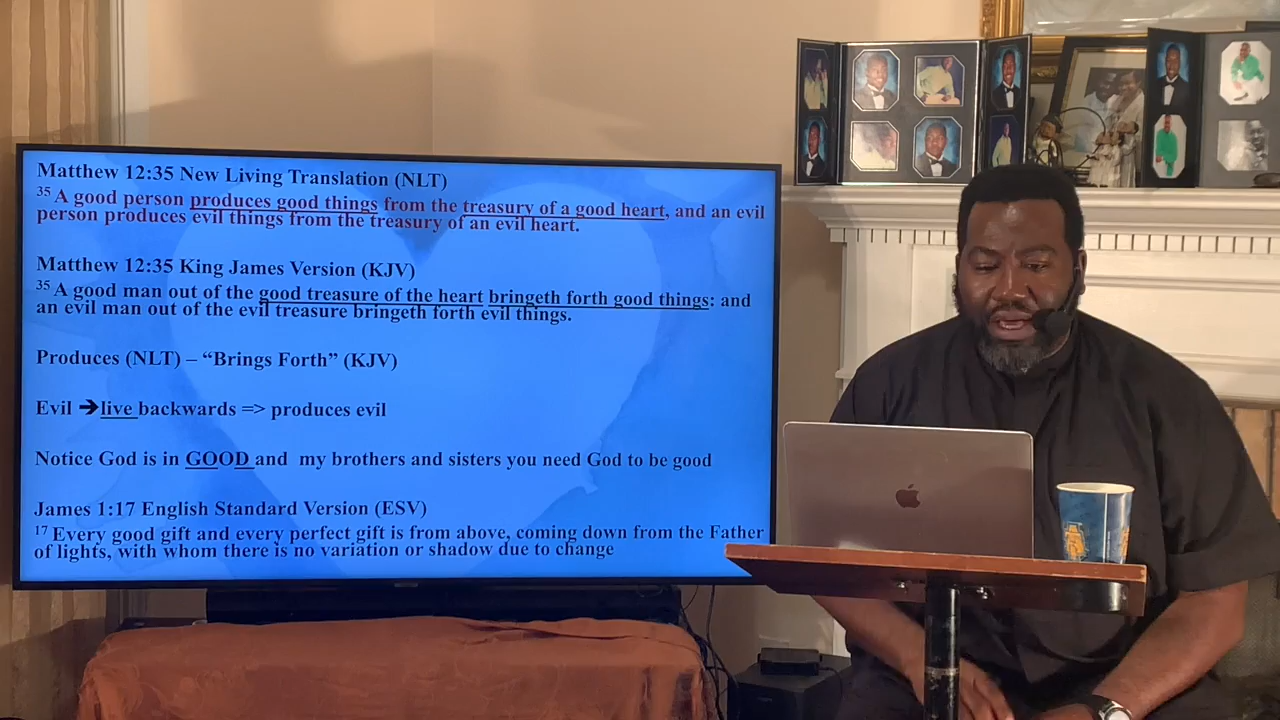 Matthew 12:35 New Living Translation (NLT)
35 A good person produces good things from the treasury of a good heart, and an evil
person produces evil things from the treasury of an evil heart.
Matthew 12:35 King James Version (KJV)
35 A good man out of the good treasure of the heart bringeth forth good things: and
an evil man out of the evil treasure bringeth forth evil things.
Produces (NLT) – “Brings Forth” (KJV)
Evil ➔live backwards => produces evil
Notice God is in GOOD and my brothers and sisters you need God to be good
James 1:17 English Standard Version (ESV)
17 Every good gift and every perfect gift is from above, coming down from the Father
of lights, with whom there is no variation or shadow due to change